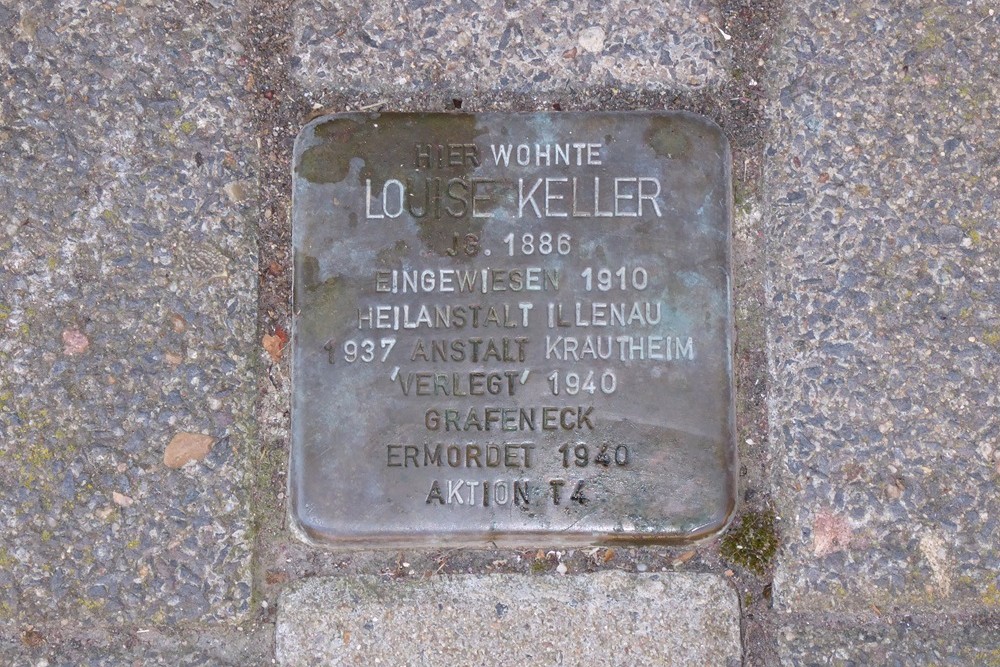 HIER WOHNTE
LOUISE KELLER
JG. 1886
EINGEWIESEN 1910
HEILANSTALT ILLENAU
1937 ANSTALT KRAUTHEIM
'VERLEGT' 1940
GRAFENECK
ERMORDET 1940
AKTION T4